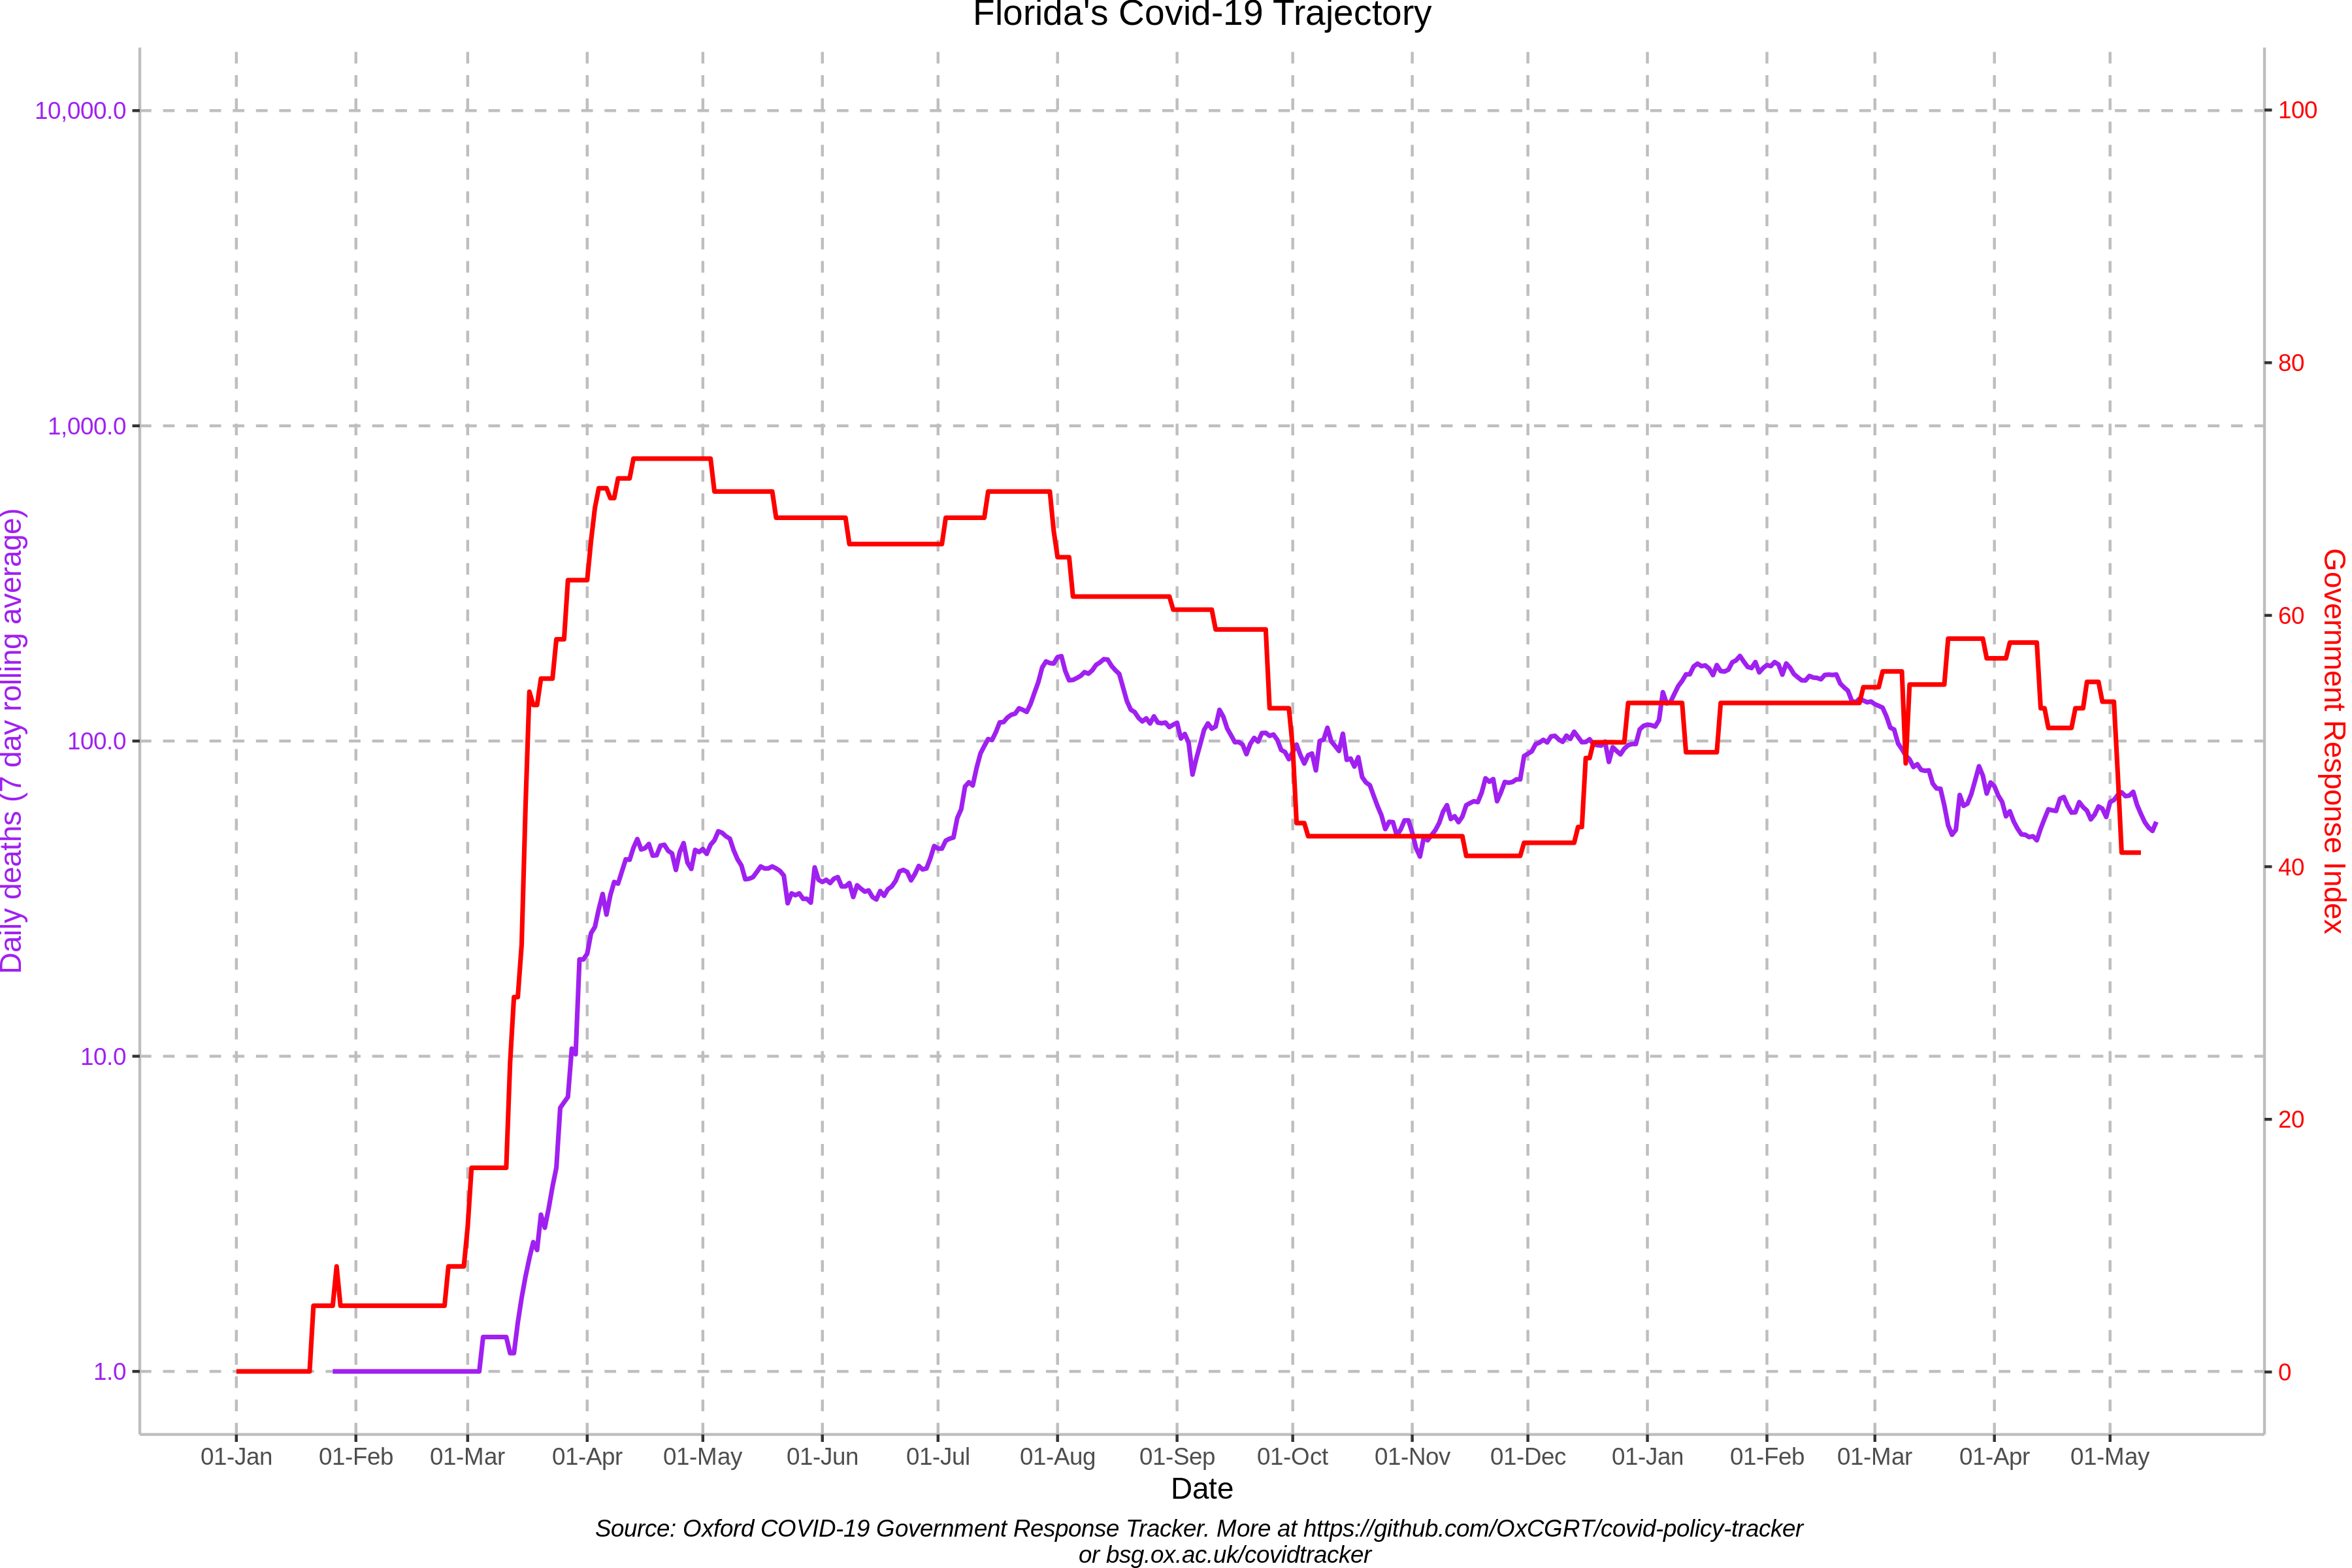 Florida's Covid-19 Trajectory
10,000.0
1,000.0
100.0
10.0
1.0
Daily deaths (7 day rolling average)
100
80
60
40
20
0
Government Response Index
01-Jan 01-Feb 01-Mar 01-Apr 01-May 01-Jun 01-Jul 01-Aug 01-Sep 01-Oct 01-Nov 01-Dec 01-Jan 01-Feb 01-Mar 01-Apr 01-May
Date
Source: Oxford COVID-19 Government Response Tracker. More at https://github.com/OxCGRT/covid-policy-tracker
or bsg.ox.ac.uk/covidtracker